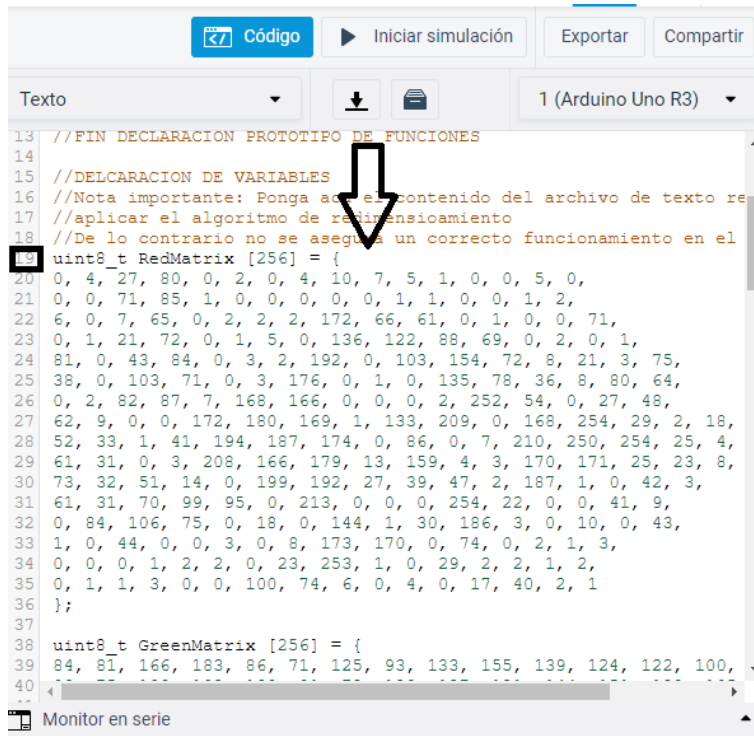 Código
Iniciar simulación
Exportar
Compartir
Texto
1 (Arduino Uno R3)
13 //FIN DECLARACION PROTOTIPO DE FUNCIONES
14
15 //DELCARACION DE VARIABLES
16 //Nota importante: Ponga acá el contenido del archivo de texto re
17 //aplicar el algoritmo de redimensioamiento
18 //De lo contrario no se asegura un correcto funcionamiento en el
19 uint8_t RedMatrix [256] = {
20 0, 4, 27, 80, 0, 2, 0, 4, 10, 7, 5, 1, 0, 0, 5, 0,
21 0, 0, 71, 85, 1, 0, 0, 0, 0, 0, 1, 1, 0, 0, 1, 2,
22 6, 0, 7, 65, 0, 2, 2, 2, 172, 66, 61, 0, 1, 0, 0, 71,
23 0, 1, 21, 72, 0, 1, 5, 0, 136, 122, 88, 69, 0, 2, 0, 1,
24 81, 0, 43, 84, 0, 3, 2, 192, 0, 103, 154, 72, 8, 21, 3, 75,
25 38, 0, 103, 71, 0, 3, 176, 0, 1, 0, 135, 78, 36, 8, 80, 64,
26 0, 2, 82, 87, 7, 168, 166, 0, 0, 0, 2, 252, 54, 0, 27, 48,
27 62, 9, 0, 0, 172, 180, 169, 1, 133, 209, 0, 168, 254, 29, 2, 18,
28 52, 33, 1, 41, 194, 187, 174, 0, 86, 0, 7, 210, 250, 254, 25, 4,
29 61, 31, 0, 3, 208, 166, 179, 13, 159, 4, 3, 170, 171, 25, 23, 8,
30 73, 32, 51, 14, 0, 199, 192, 27, 39, 47, 2, 187, 1, 0, 42, 3,
31 61, 31, 70, 99, 95, 0, 213, 0, 0, 0, 254, 22, 0, 0, 41, 9,
32 0, 84, 106, 75, 0, 18, 0, 144, 1, 30, 186, 3, 0, 10, 0, 43,
33 1, 0, 44, 0, 0, 3, 0, 8, 173, 170, 0, 74, 0, 2, 1, 3,
34 0, 0, 0, 1, 2, 2, 0, 23, 253, 1, 0, 29, 2, 2, 1, 2,
35 0, 1, 1, 3, 0, 0, 100, 74, 6, 0, 4, 0, 17, 40, 2, 1
36 };
37
38 uint8_t GreenMatrix [256] = {
39 84, 81, 166, 183, 86, 71, 125, 93, 133, 155, 139, 124, 122, 100,
40
Monitor en serie